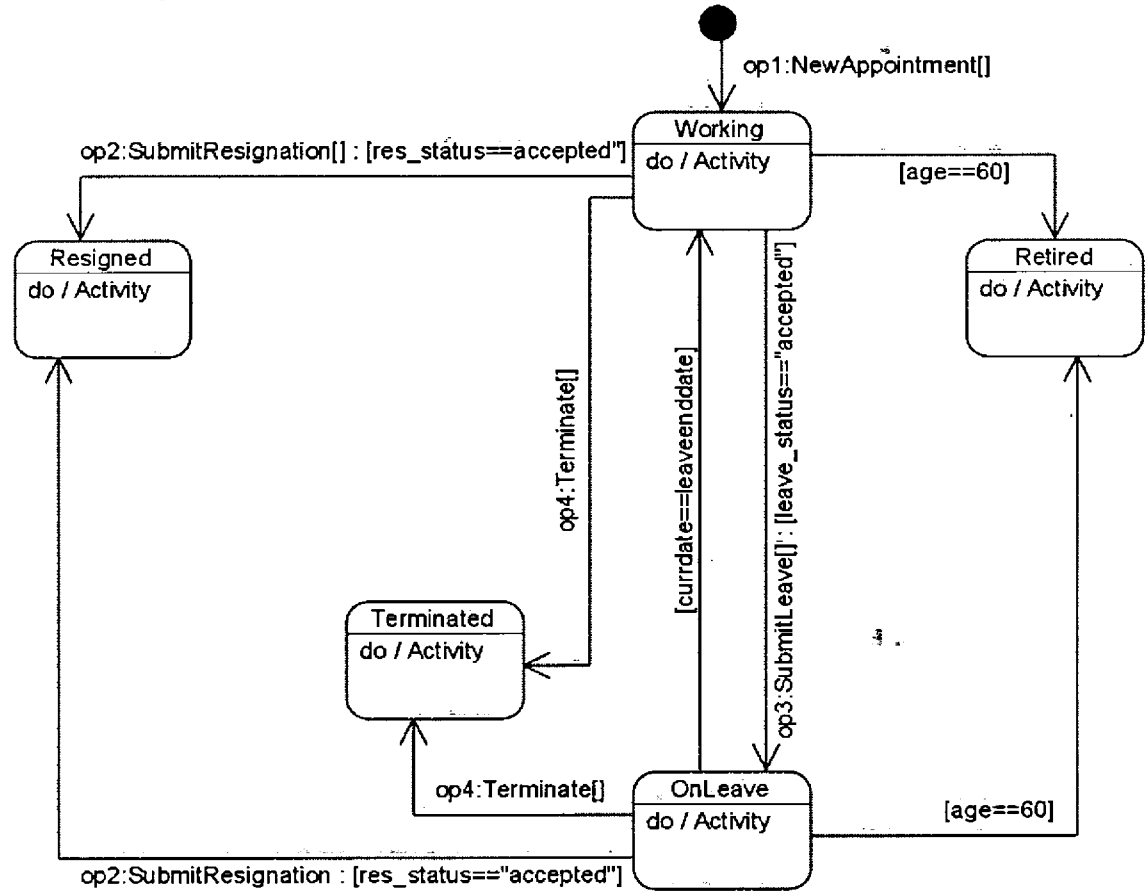 op1:NewAppointment[]
Working
do / Activity
op2:SubmitResignation[] : [res_status==accepted"]
[age==60]
Resigned
do / Activity
Retired
do / Activity
op4:Terminate[]
[currdate==leaveenddate]
op3:SubmitLeave[] : [leave_status=="accepted"]
Terminated
do / Activity
op4:Terminate[]
OnLeave
do / Activity
[age==60]
op2:SubmitResignation : [res_status=="accepted"]